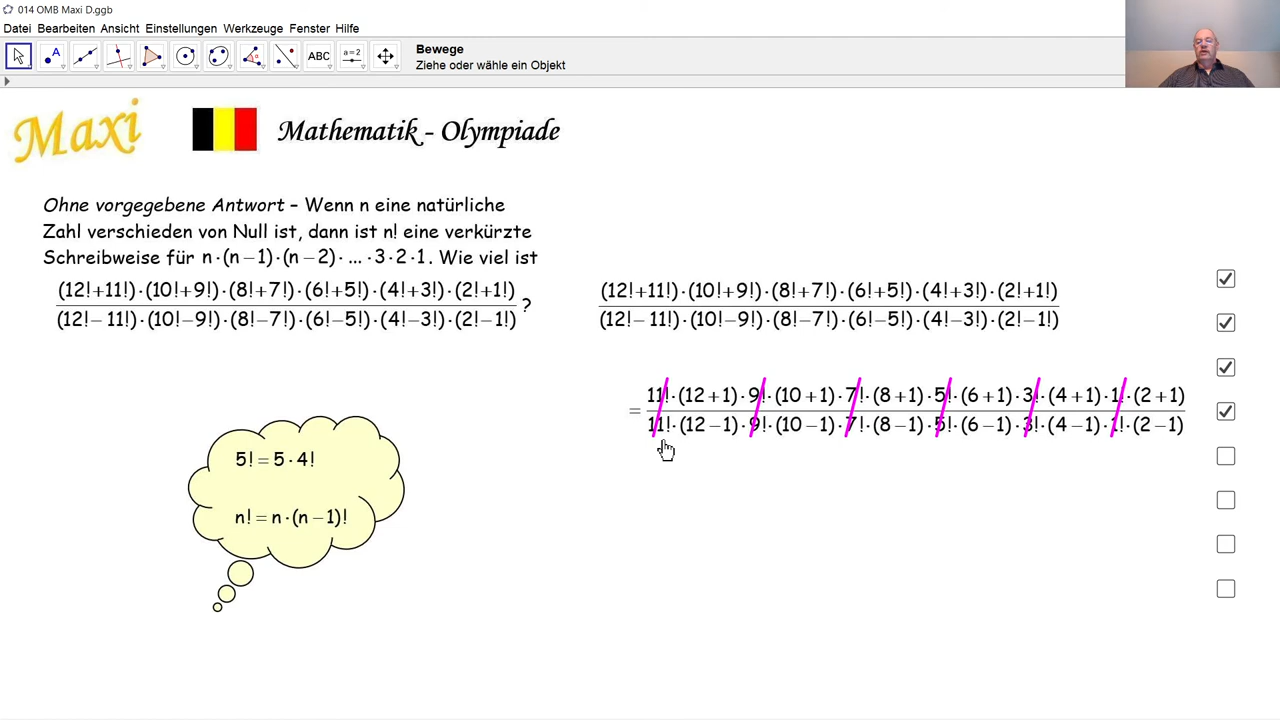 014 OMB Maxi D.ggb
Datei Bearbeiten Ansicht Einstellungen Werkzeuge Fenster Hilfe
A ABC a=2 Bewege
Ziehe oder wähle ein Objekt
Maxi Mathematik - Olympiade
Ohne vorgegebene Antwort – Wenn n eine natürliche
Zahl verschieden von Null ist, dann ist n! eine verkürzte
Schreibweise für n·(n−1)·(n−2)·...·3·2·1. Wie viel ist
(12!+11!)·(10!+9!)·(8!+7!)·(6!+5!)·(4!+3!)·(2!+1!)
(12!−11!)·(10!−9!)·(8!−7!)·(6!−5!)·(4!−3!)·(2!−1!) ?
(12!+11!)·(10!+9!)·(8!+7!)·(6!+5!)·(4!+3!)·(2!+1!)
(12!−11!)·(10!−9!)·(8!−7!)·(6!−5!)·(4!−3!)·(2!−1!)
= 11!·(12+1)·9!·(10+1)·7!·(8+1)·5!·(6+1)·3!·(4+1)·1!·(2+1)
11!·(12−1)·9!·(10−1)·7!·(8−1)·5!·(6−1)·3!·(4−1)·1!·(2−1)
5! = 5·4!
n! = n·(n−1)!